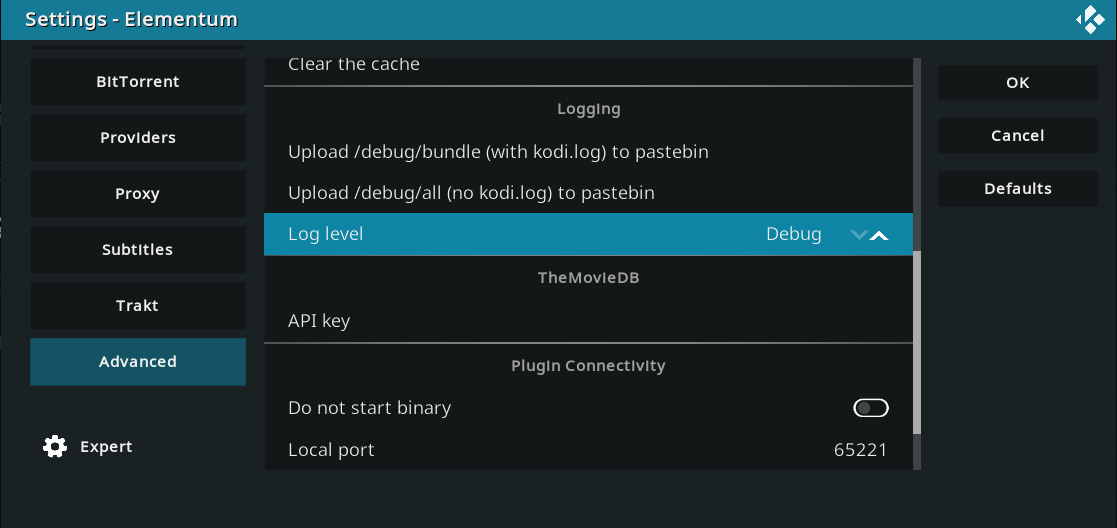 Settings - Elementum
BitTorrent
Providers
Proxy
Subtitles
Trakt
Advanced
Expert
Clear the cache
Logging
Upload /debug/bundle (with kodi.log) to pastebin
Upload /debug/all (no kodi.log) to pastebin
Log level Debug
TheMovieDB
API key
Plugin Connectivity
Do not start binary
Local port 65221
OK
Cancel
Defaults